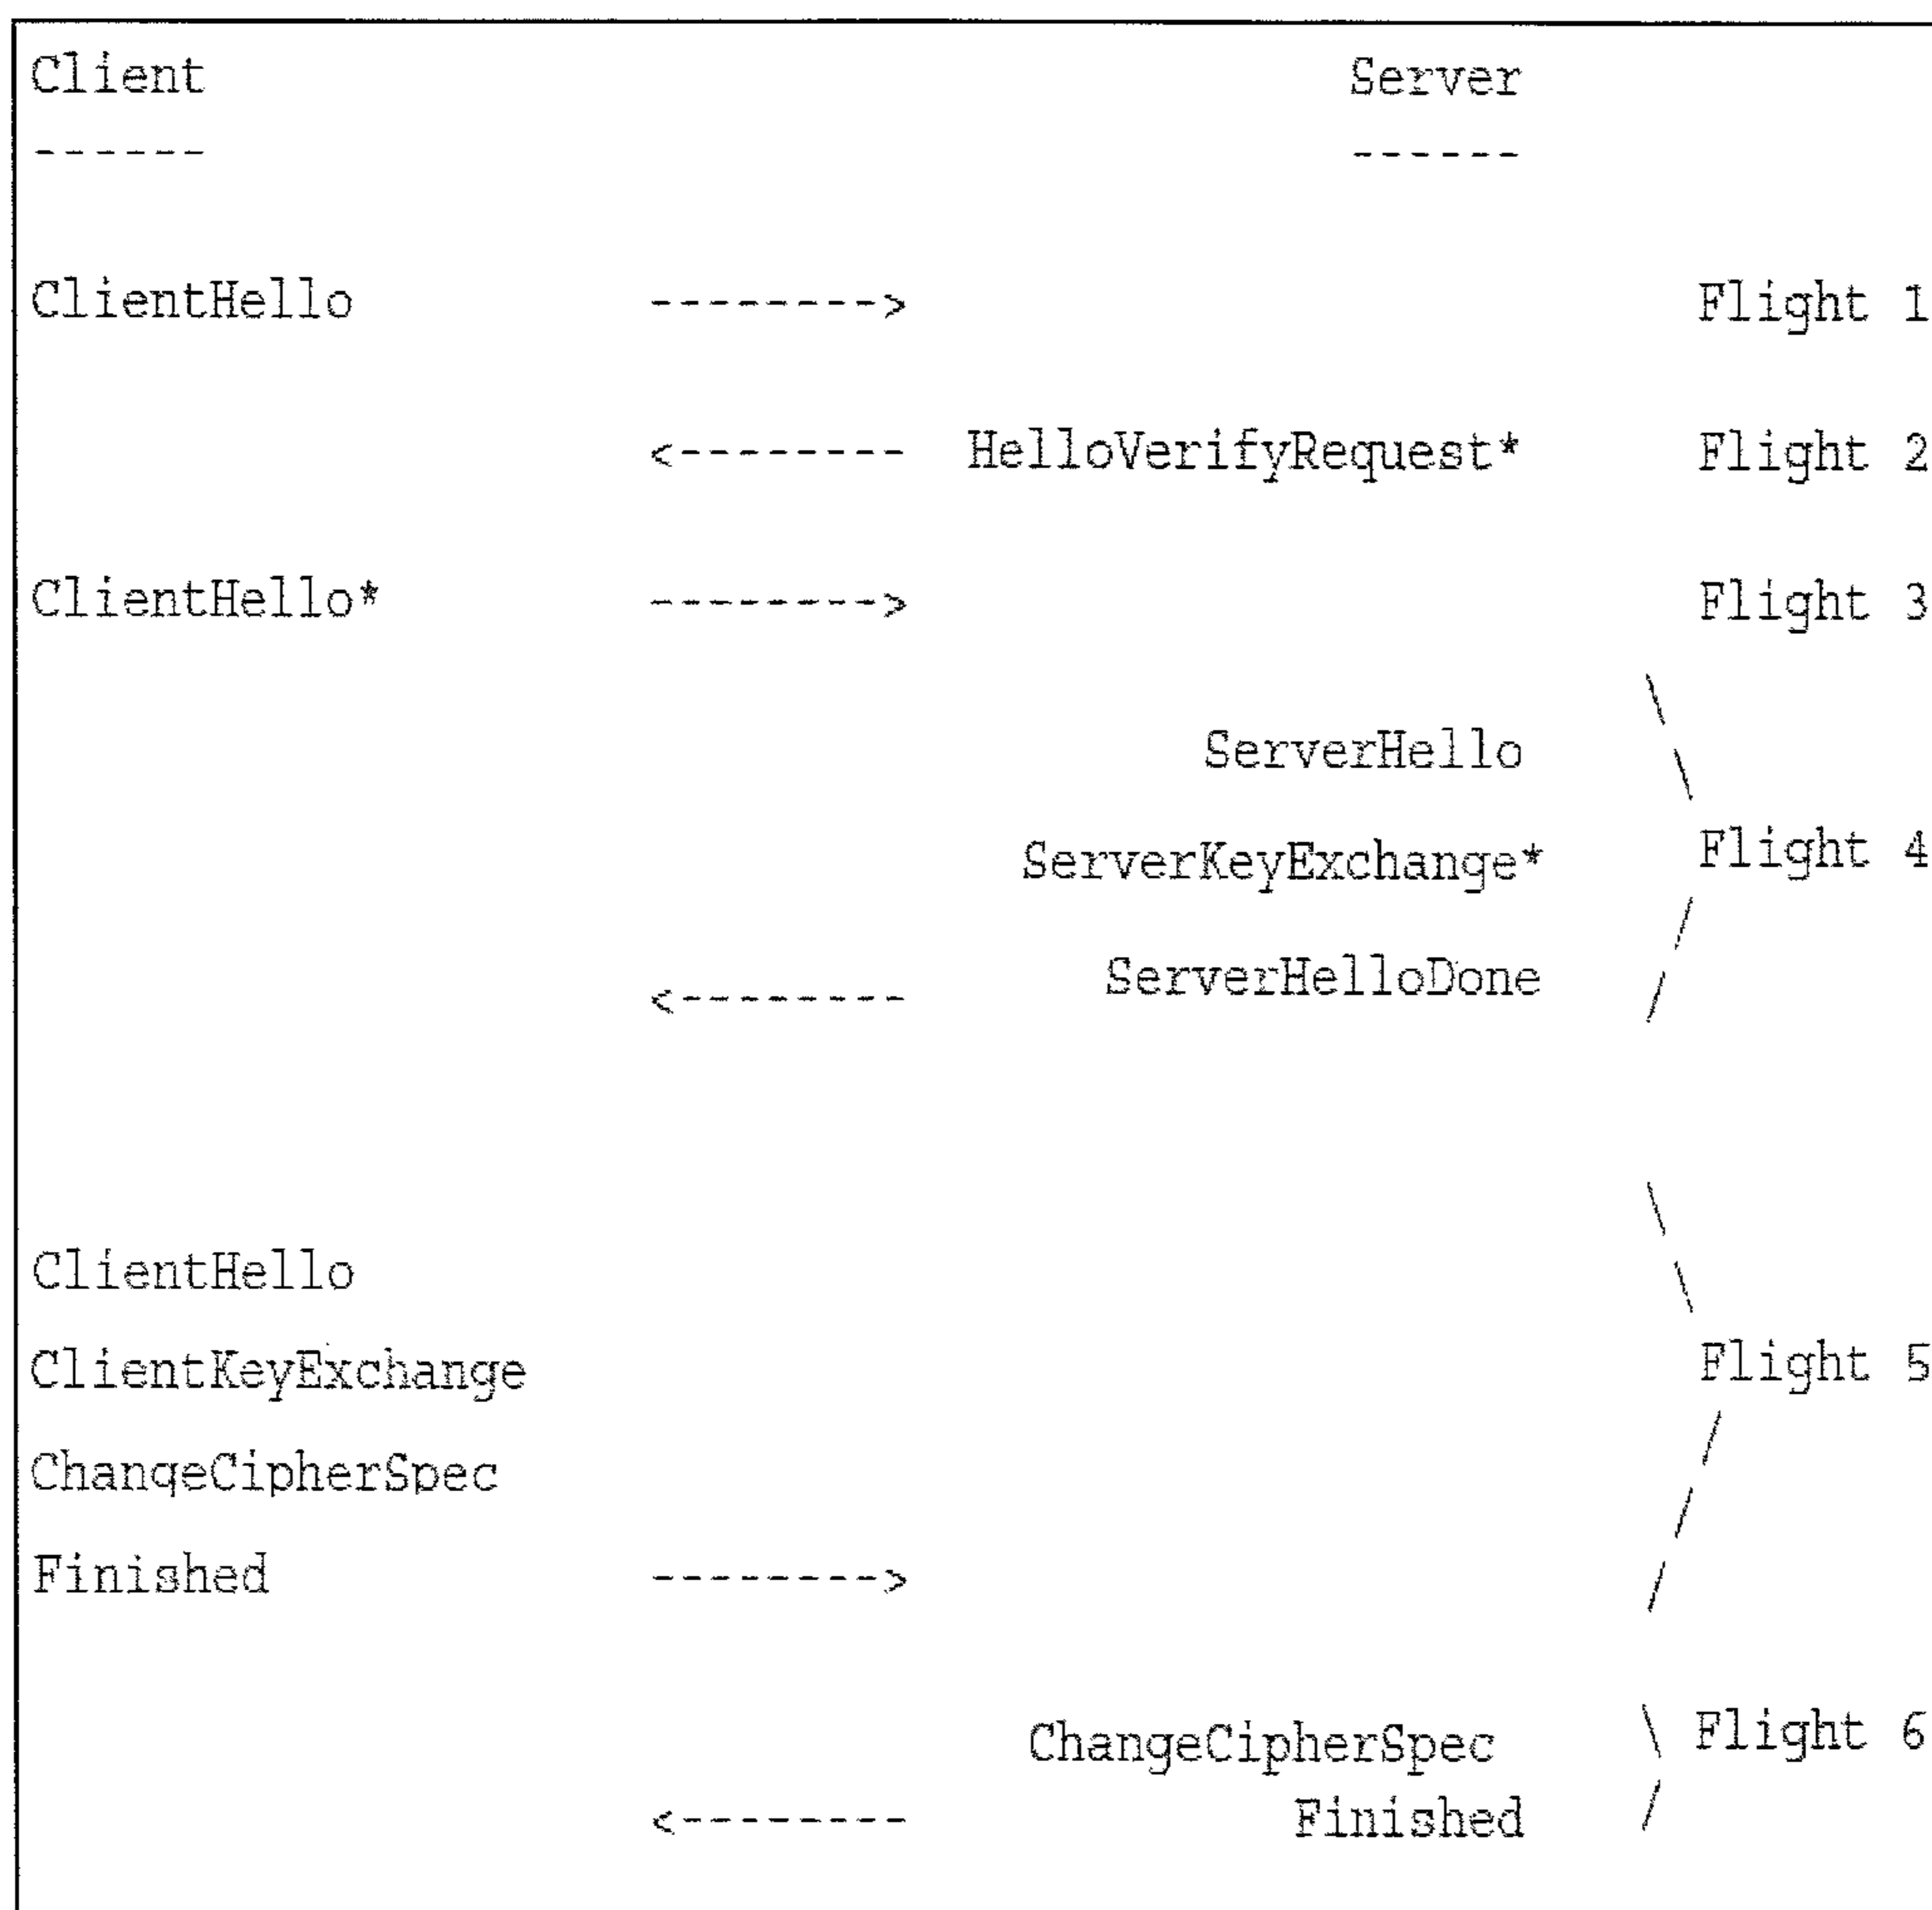 Client Server
------ ------
ClientHello --------> Flight 1
<-------- HelloVerifyRequest* Flight 2
ClientHello* --------> Flight 3
\
ServerHello \
ServerKeyExchange* Flight 4
/
<-------- ServerHelloDone /
\
ClientHello \
ClientKeyExchange Flight 5
/
ChangeCipherSpec /
Finished --------> /
ChangeCipherSpec \ Flight 6
<-------- Finished /